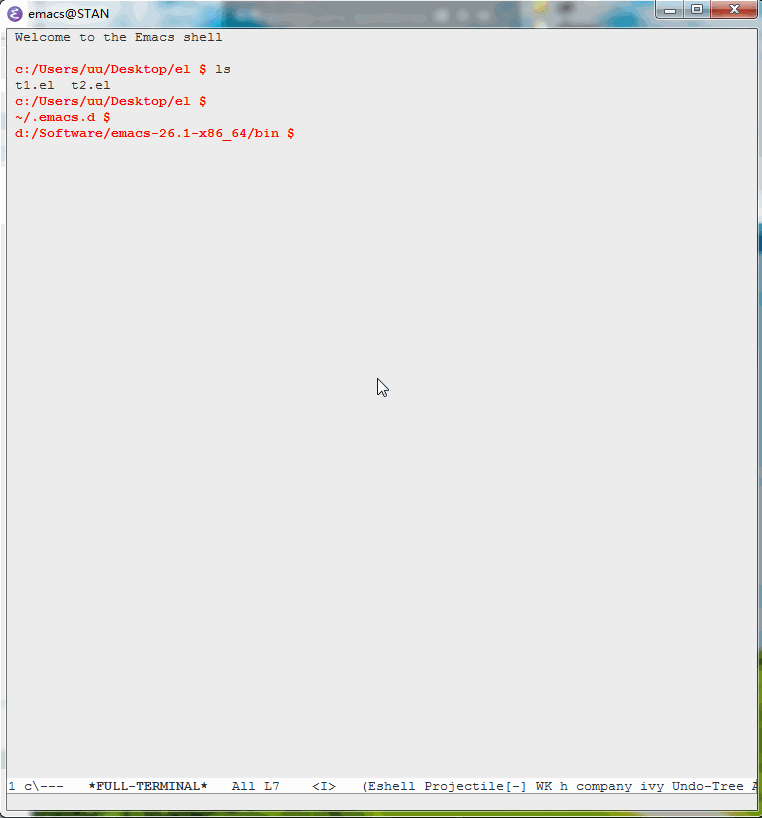 emacs@STAN
Welcome to the Emacs shell
c:/Users/uu/Desktop/el $ ls
t1.el  t2.el
c:/Users/uu/Desktop/el $
~/.emacs.d $
d:/Software/emacs-26.1-x86_64/bin $
1 c\---   *FULL-TERMINAL*   All L7    <I>   (Eshell Projectile[-] WK h company ivy Undo-Tree A